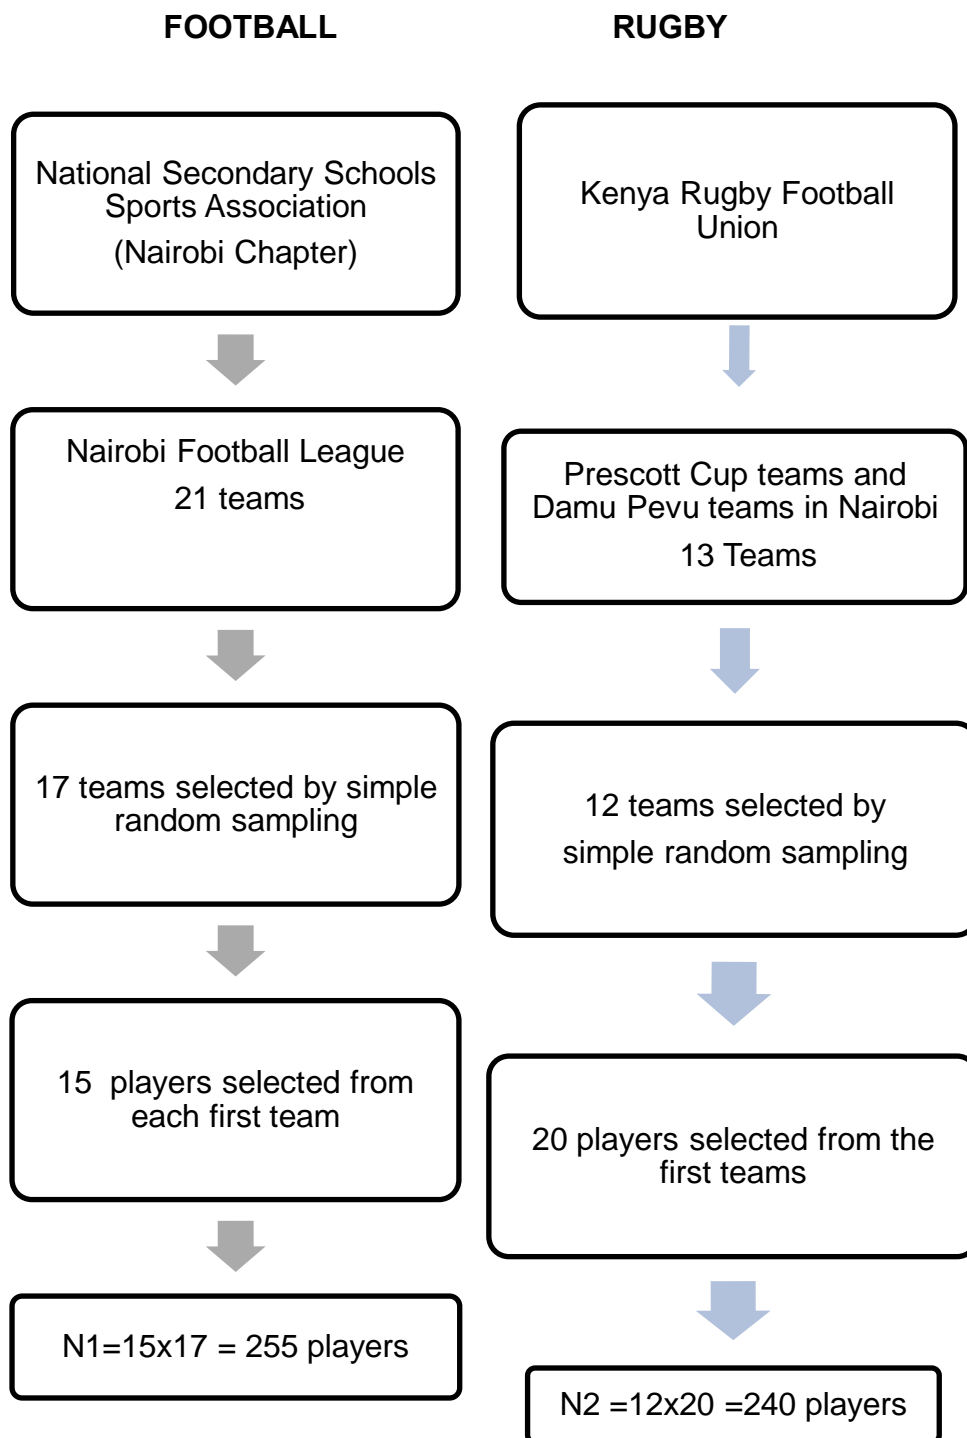 FOOTBALL
RUGBY
National Secondary Schools
Sports Association
(Nairobi Chapter)
Kenya Rugby Football
Union
Nairobi Football League
21 teams
Prescott Cup teams and
Damu Pevu teams in Nairobi
13 Teams
17 teams selected by simple
random sampling
12 teams selected by
simple random sampling
15  players selected from
each first team
20 players selected from the
first teams
N1=15x17 = 255 players
N2 =12x20 =240 players